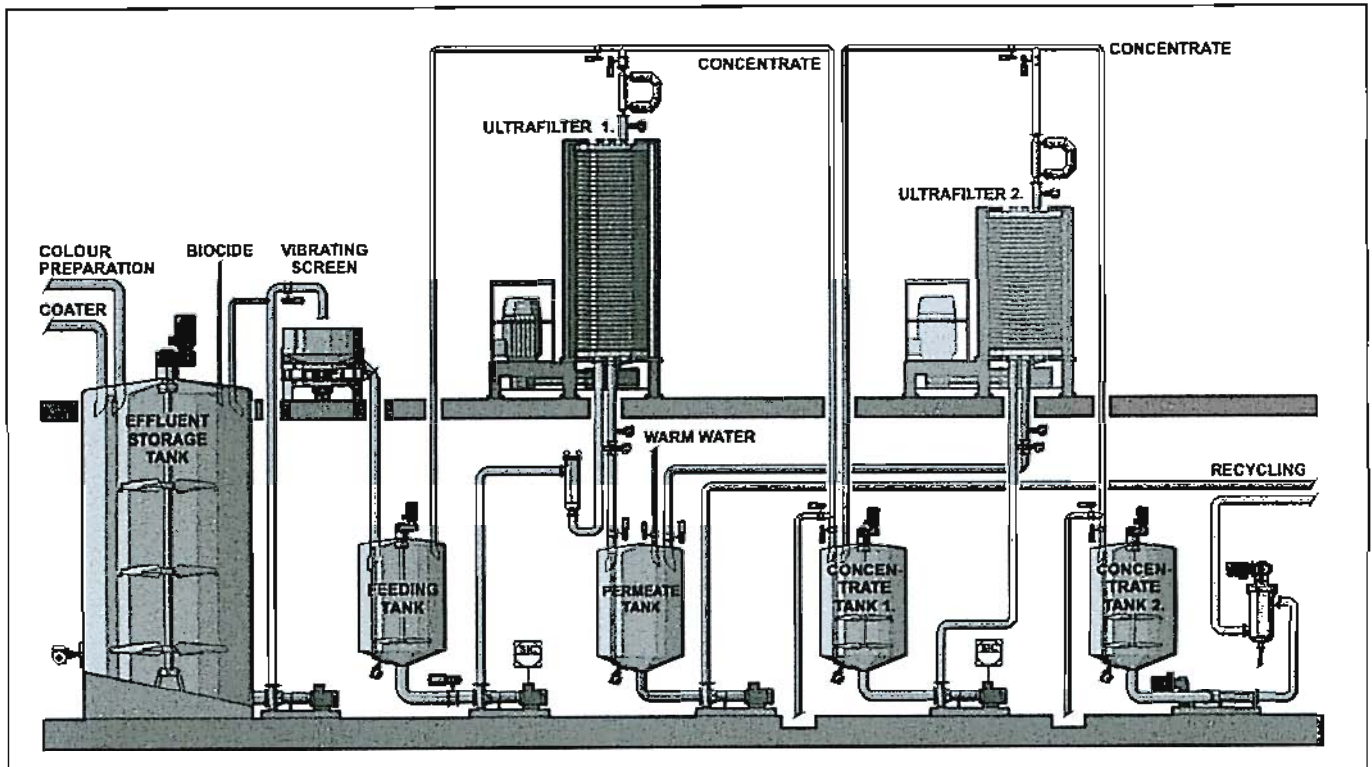 CONCENTRATE
CONCENTRATE
ULTRAFILTER 1.
ULTRAFILTER 2.
COLOUR
PREPARATION
BIOCIDE
VIBRATING
SCREEN
COATER
EFFLUENT
STORAGE
TANK
WARM WATER
RECYCLING
FEEDING
TANK
PERMEATE
TANK
CONCEN-
TRATE
TANK 1.
CONCEN-
TRATE
TANK 2.
SIC
SIC